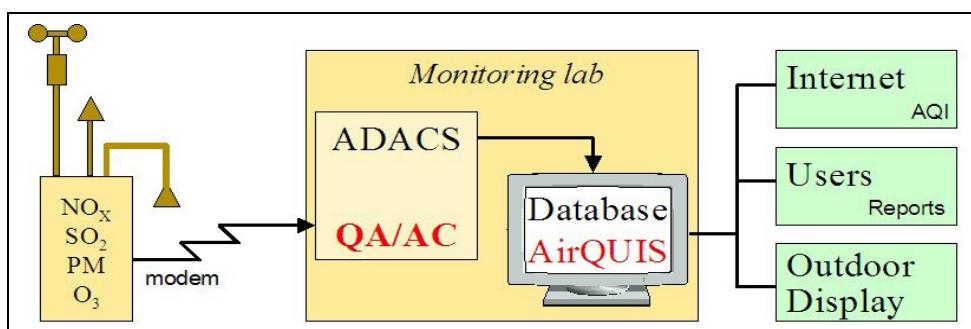 NOX
SO2
PM
O3
modem
Monitoring lab
ADACS
QA/AC
Database
AirQUIS
Internet
AQI
Users
Reports
Outdoor
Display